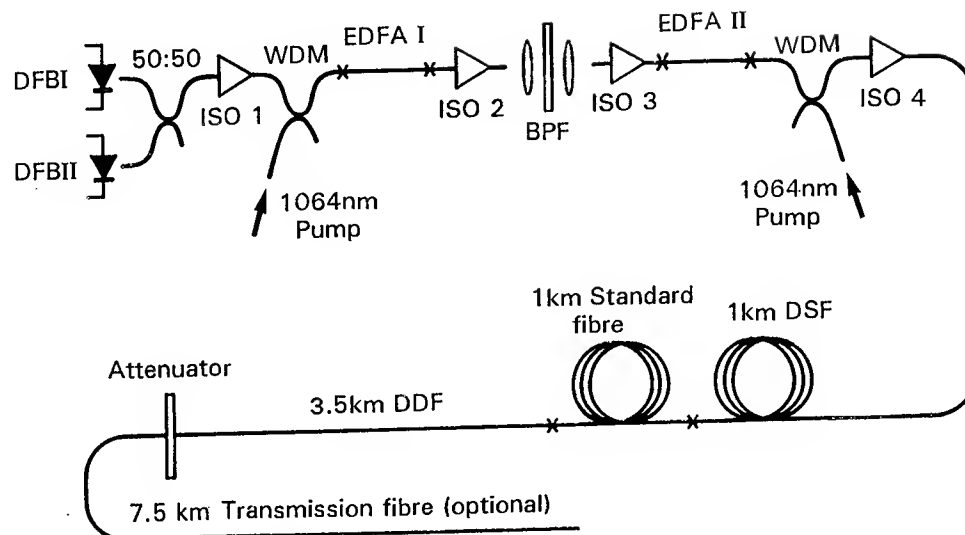 DFBI
DFBII
50:50
ISO 1
WDM
1064nm
Pump
EDFA I
ISO 2
BPF
ISO 3
EDFA II
WDM
1064nm
Pump
ISO 4
1km Standard
fibre
1km DSF
Attenuator
3.5km DDF
7.5 km Transmission fibre (optional)